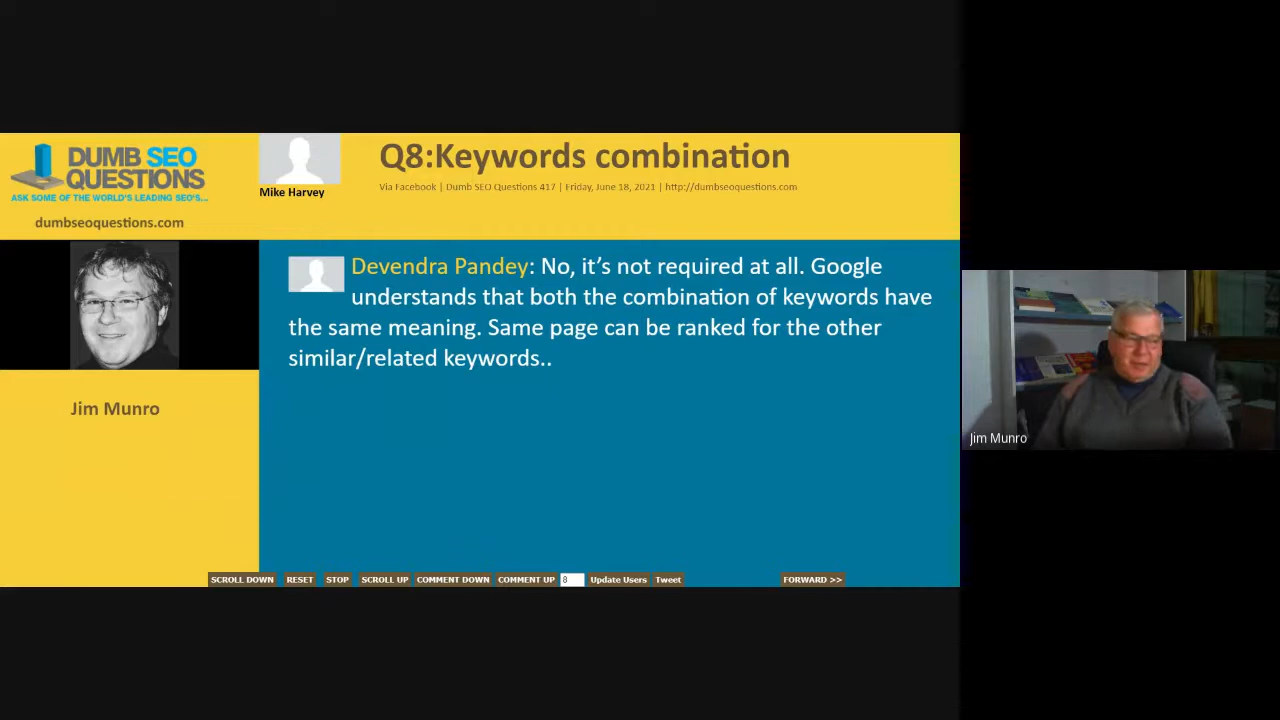 DUMB SEO
QUESTIONS
ASK SOME OF THE WORLD'S LEADING SEO'S...
dumbseoquestions.com
Mike Harvey
Q8:Keywords combination
Via Facebook | Dumb SEO Questions 417 | Friday, June 18, 2021 | http://dumbseoquestions.com
Jim Munro
Devendra Pandey: No, it's not required at all. Google
understands that both the combination of keywords have
the same meaning. Same page can be ranked for the other
similar/related keywords..
SCROLL DOWN RESET STOP SCROLL UP COMMENT DOWN COMMENT UP 8 Update Users Tweet FORWARD >>
Jim Munro